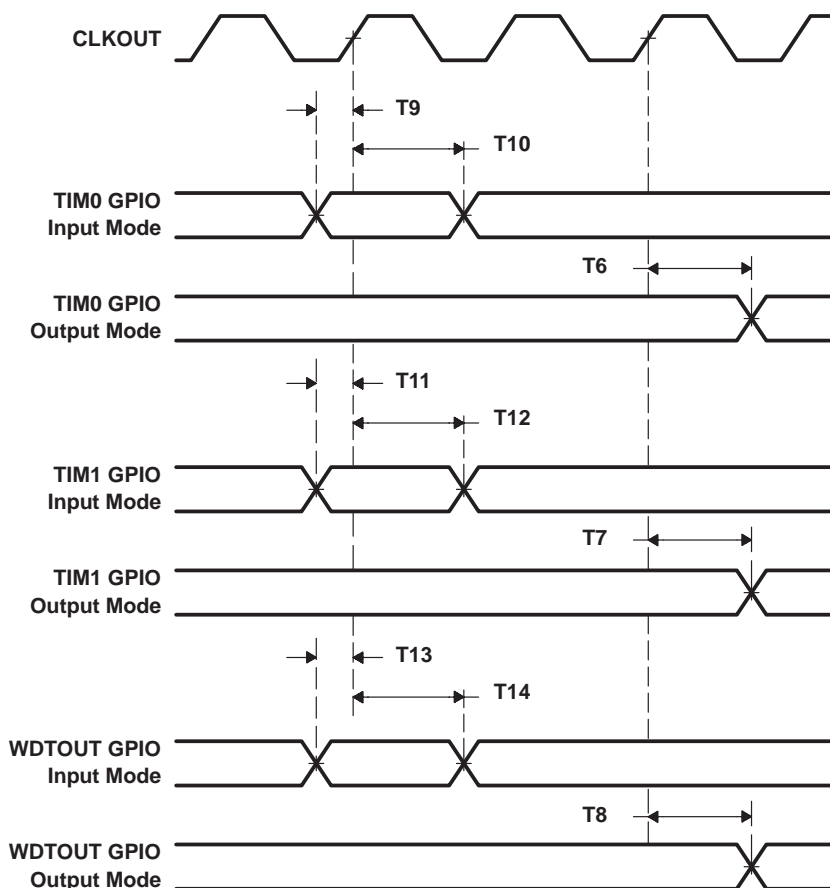 CLKOUT
T9
T10
TIM0 GPIO
Input Mode
T6
TIM0 GPIO
Output Mode
T11
T12
TIM1 GPIO
Input Mode
T7
TIM1 GPIO
Output Mode
T13
T14
WDTOUT GPIO
Input Mode
T8
WDTOUT GPIO
Output Mode